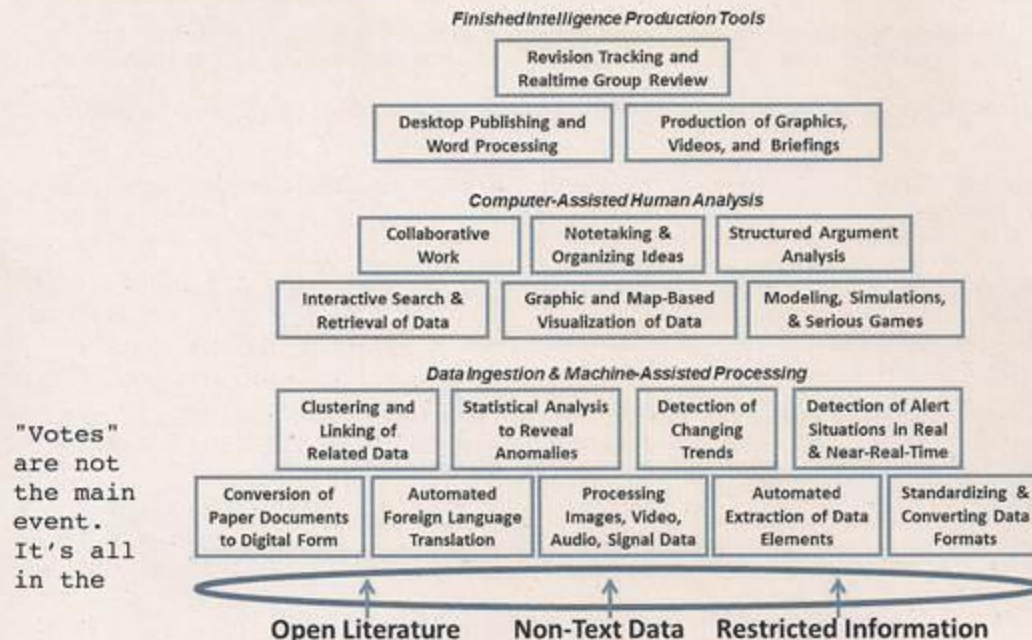 Finished Intelligence Production Tools
Revision Tracking and
Realtime Group Review
Desktop Publishing and
Word Processing
Production of Graphics,
Videos, and Briefings
Computer-Assisted Human Analysis
Collaborative
Work
Notetaking &
Organizing Ideas
Structured Argument
Analysis
Interactive Search &
Retrieval of Data
Graphic and Map-Based
Visualization of Data
Modeling, Simulations,
& Serious Games
Data Ingestion & Machine-Assisted Processing
Clustering and
Linking of
Related Data
Statistical Analysis
to Reveal
Anomalies
Detection of
Changing
Trends
Detection of Alert
Situations in Real
& Near-Real-Time
Conversion of
Paper Documents
to Digital Form
Automated
Foreign Language
Translation
Processing
Images, Video,
Audio, Signal Data
Automated
Extraction of Data
Elements
Standardizing &
Converting Data
Formats
Open Literature
Non-Text Data
Restricted Information
"Votes"
are not
the main
event.
It's all
in the